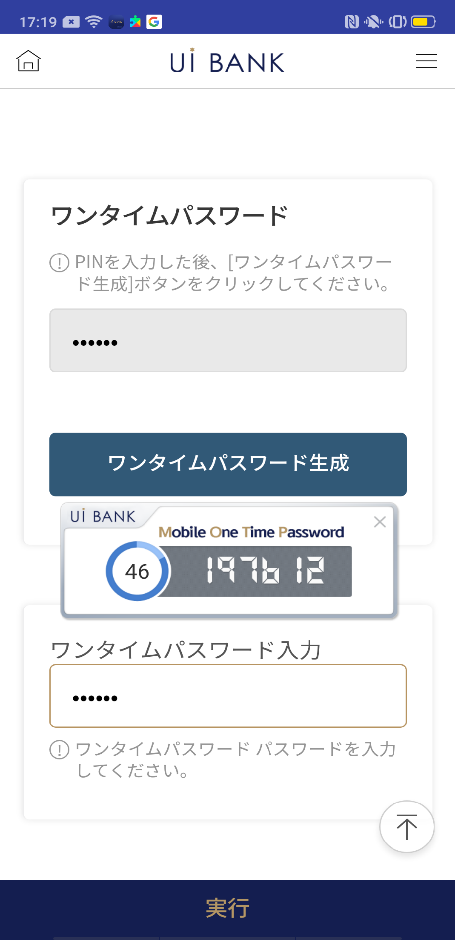 17:19
UI BANK
ワンタイムパスワード
PINを入力した後、[ワンタイムパスワー
ド生成]ボタンをクリックしてください。
••••••
ワンタイムパスワード生成
UI BANK
Mobile One Time Password
46
197612
ワンタイムパスワード入力
••••••
ワンタイムパスワード パスワードを入力
してください。
実行